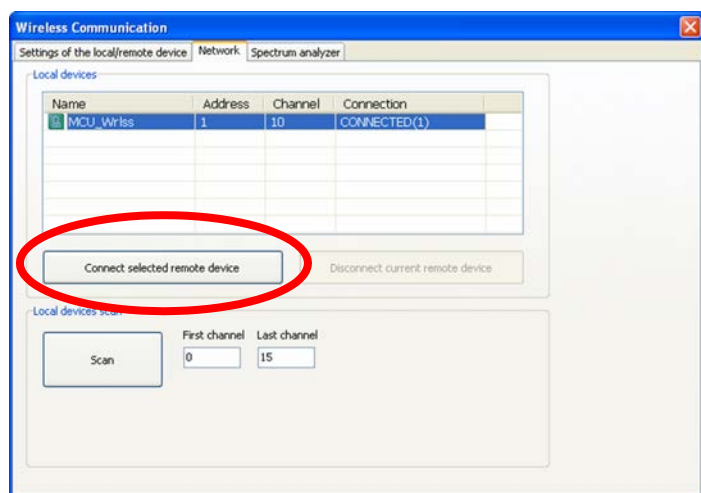 Wireless Communication
Settings of the local/remote device Network Spectrum analyzer
Local devices
Name Address Channel Connection
MCU_Wrlss 1 10 CONNECTED(1)
Connect selected remote device Disconnect current remote device
Local devices scan
First channel Last channel
Scan 0 15